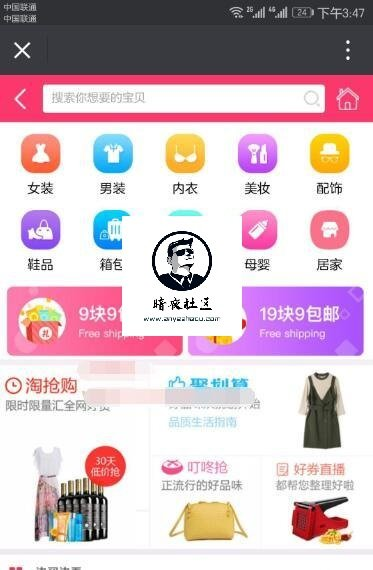 中国联通
中国联通
2G 4G 24 下午3:47
搜索你想要的宝贝
女装 男装 内衣 美妆 配饰
鞋品 箱包 母婴 居家
9块9包
Free shipping
19块9包邮
Free shipping
暗夜社区
www.anyeshequ.com
淘抢购
限时限量汇全网好货
聚划算
品质生活指南
30天
低价抢
叮咚抢
正流行的好品味
好券直播
都帮您整理好啦